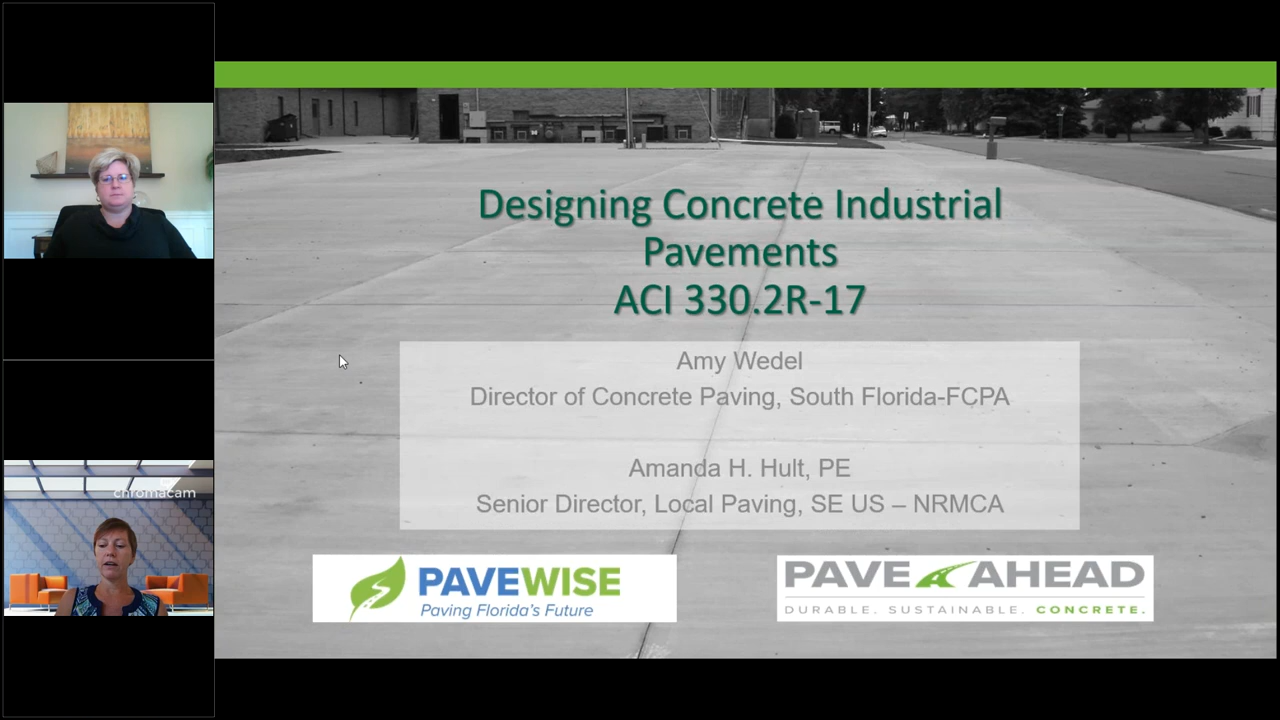 chromacam
Designing Concrete Industrial
Pavements
ACI 330.2R-17
Amy Wedel
Director of Concrete Paving, South Florida-FCPA
Amanda H. Hult, PE
Senior Director, Local Paving, SE US – NRMCA
PAVEWISE
Paving Florida's Future
PAVE AHEAD
DURABLE. SUSTAINABLE. CONCRETE.